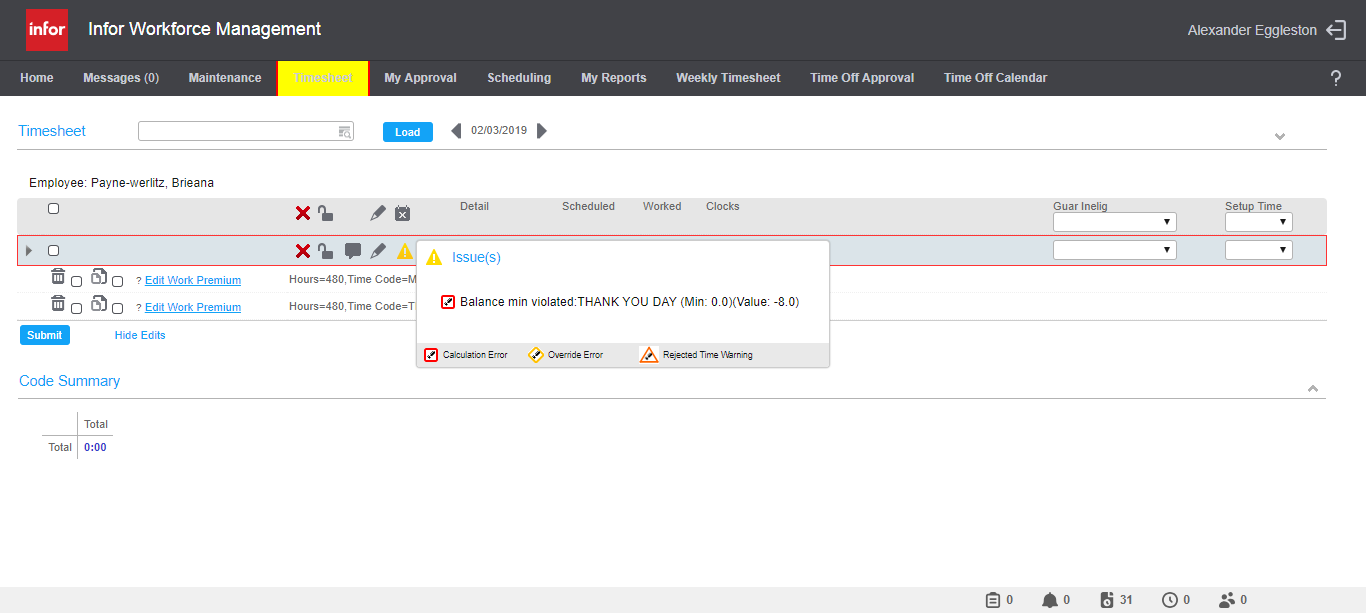 infor Infor Workforce Management Alexander Eggleston
Home Messages (0) Maintenance Timesheet My Approval Scheduling My Reports Weekly Timesheet Time Off Approval Time Off Calendar ?
Timesheet Load 02/03/2019
Employee: Payne-werlitz, Brieana
Detail Scheduled Worked Clocks Guar Inelig Setup Time
Issue(s)
? Edit Work Premium Hours=480,Time Code=M
Balance min violated:THANK YOU DAY (Min: 0.0)(Value: -8.0)
? Edit Work Premium Hours=480,Time Code=T
Submit Hide Edits
Calculation Error Override Error Rejected Time Warning
Code Summary
Total
Total 0:00
0 0 31 0 0